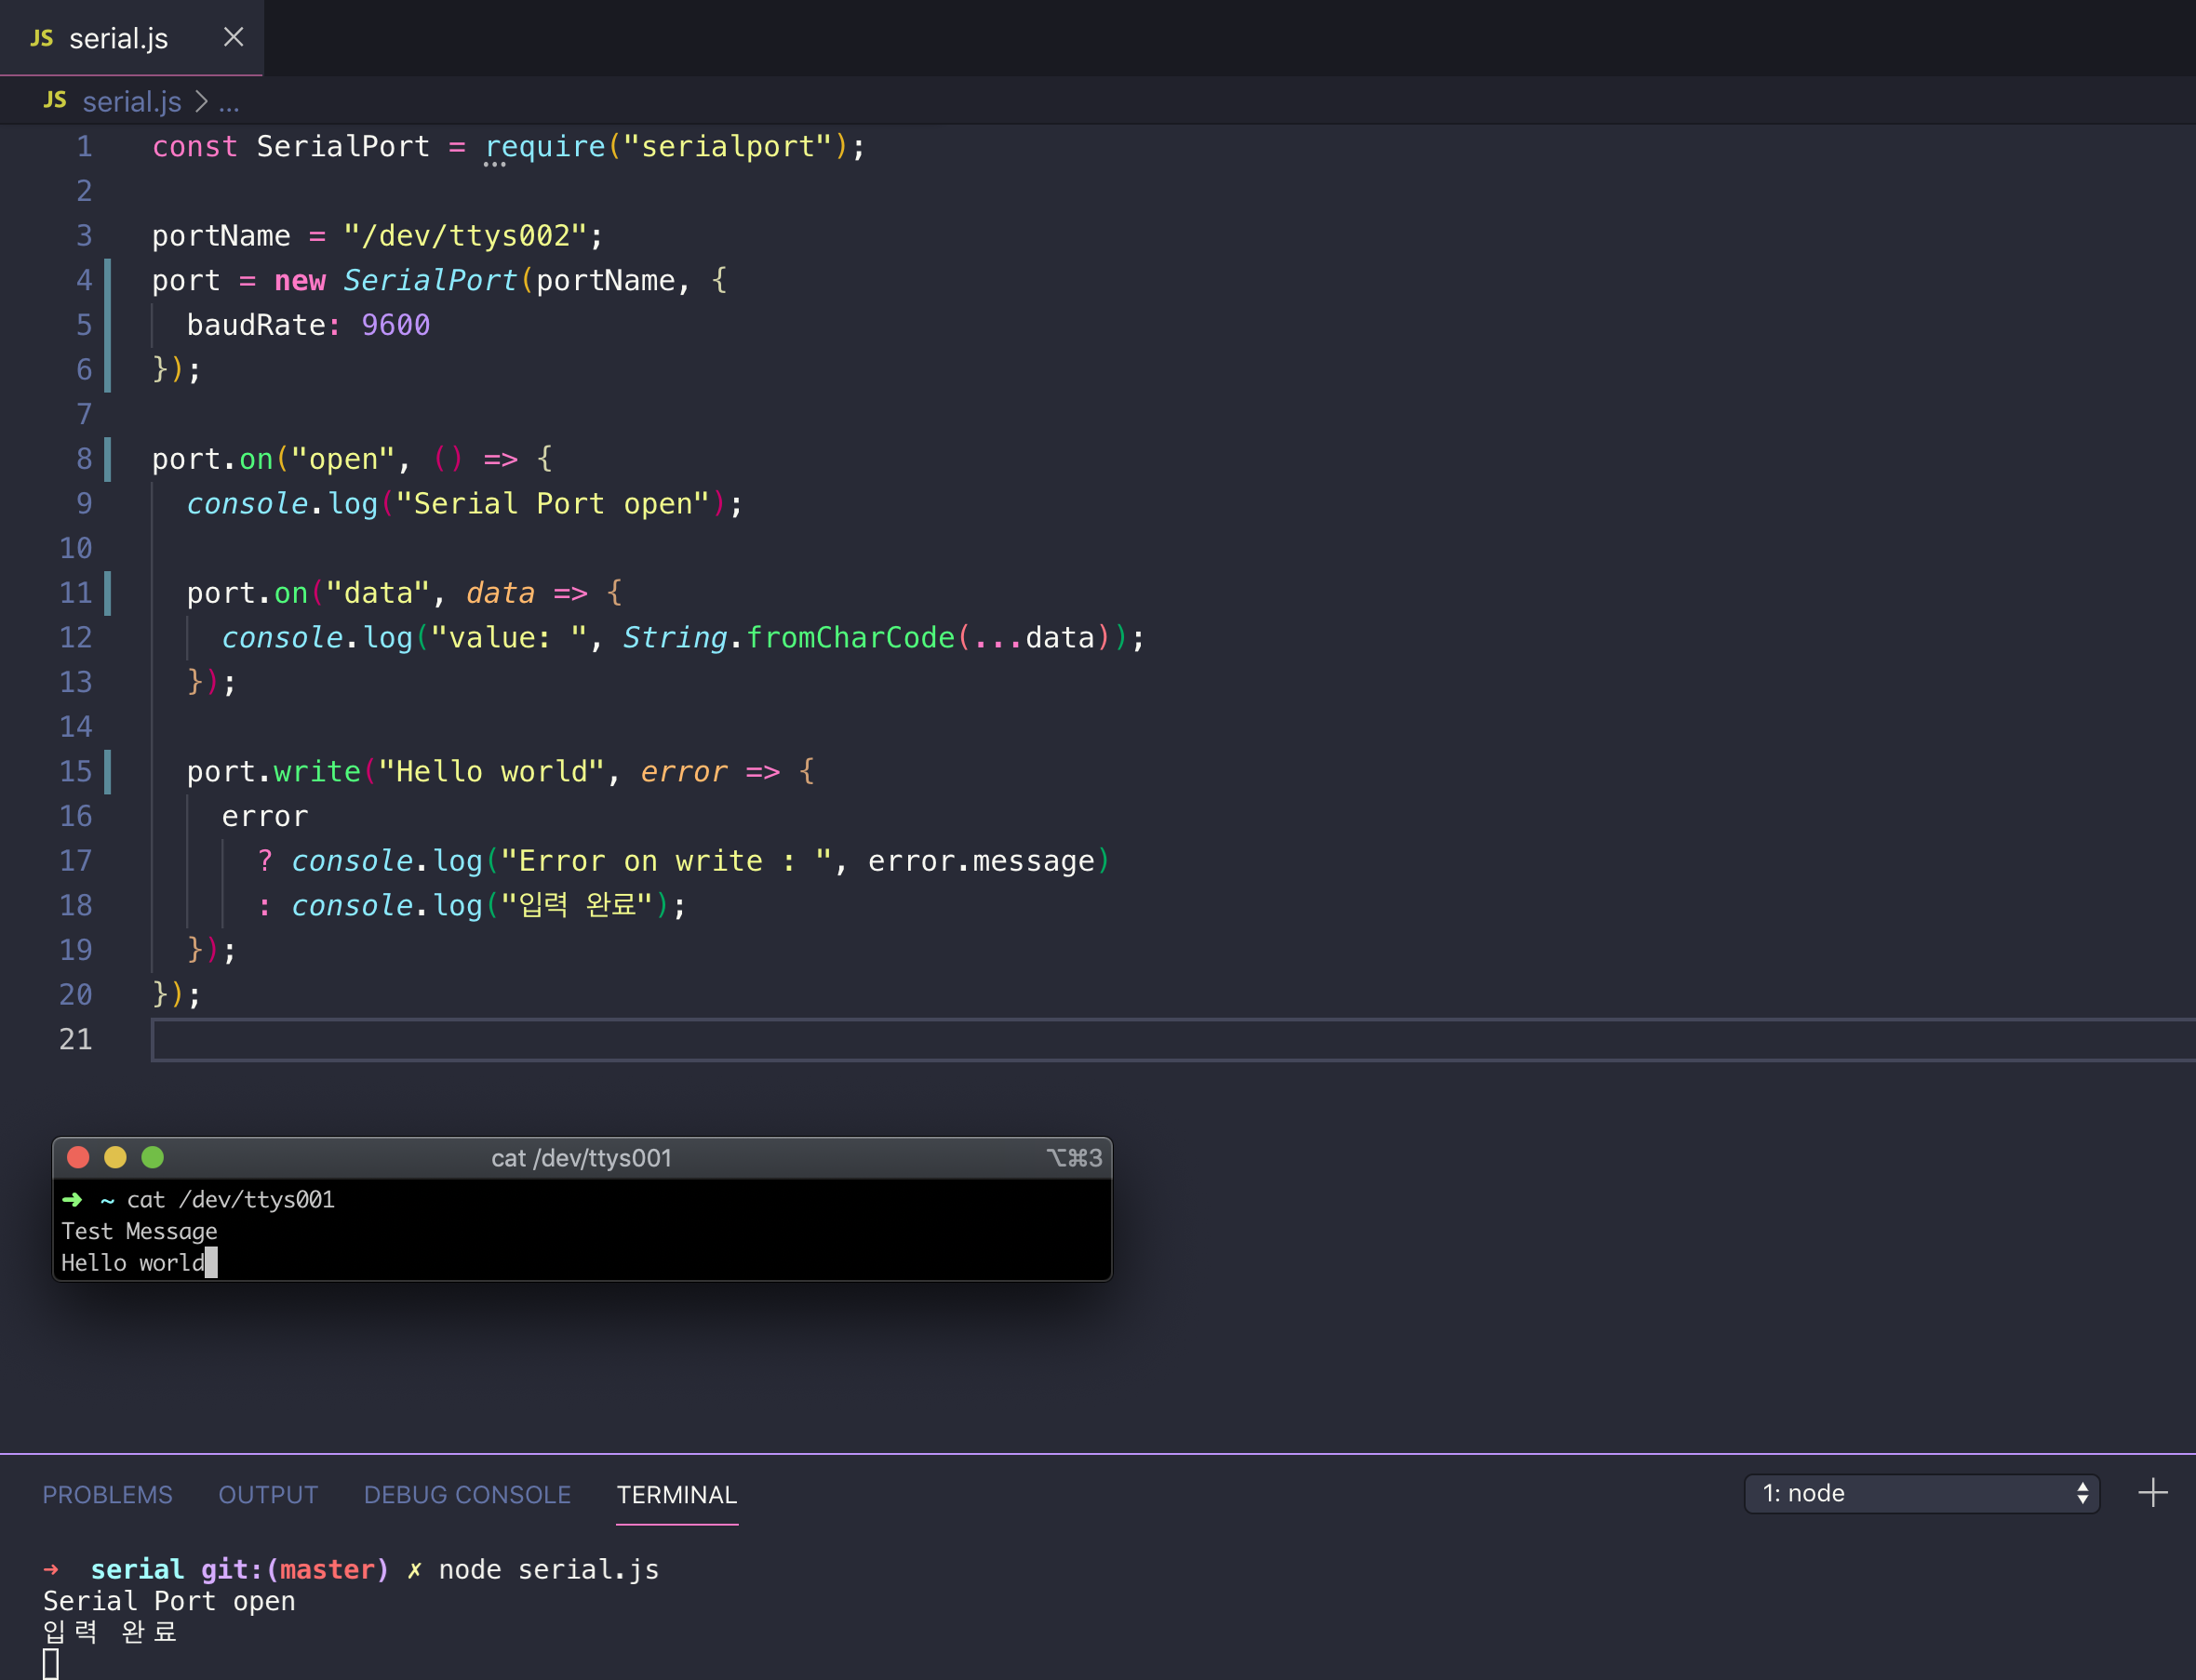 JS serial.js
JS serial.js > ...
1 const SerialPort = require("serialport");
2
3 portName = "/dev/ttys002";
4 port = new SerialPort(portName, {
5   baudRate: 9600
6 });
7
8 port.on("open", () => {
9   console.log("Serial Port open");
10
11   port.on("data", data => {
12     console.log("value: ", String.fromCharCode(...data));
13   });
14
15   port.write("Hello world", error => {
16     error
17       ? console.log("Error on write : ", error.message)
18       : console.log("입력 완료");
19   });
20 });
21
cat /dev/ttys001 ⌥⌘3
➜ ~ cat /dev/ttys001
Test Message
Hello world
PROBLEMS OUTPUT DEBUG CONSOLE TERMINAL 1: node
➜ serial git:(master) ✗ node serial.js
Serial Port open
입력 완료